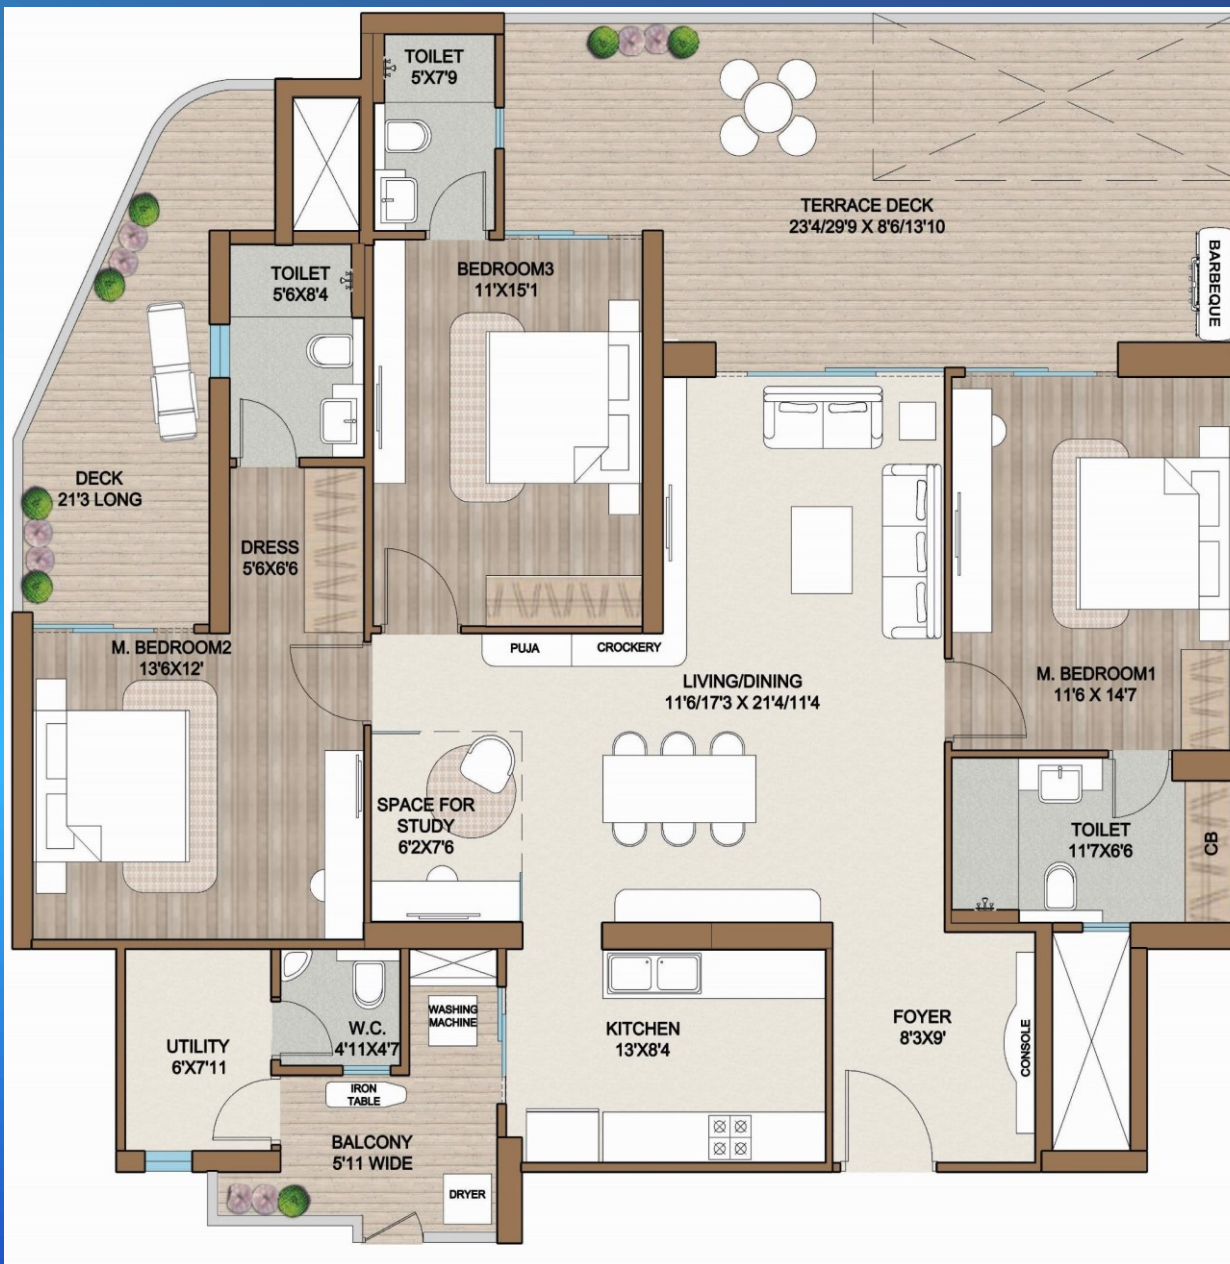 TOILET
5'X7'9
TERRACE DECK
23'4/29'9 X 8'6/13'10
BARBEQUE
TOILET
5'6X8'4
BEDROOM3
11'X15'1
DECK
21'3 LONG
DRESS
5'6X6'6
M. BEDROOM2
13'6X12'
PUJA
CROCKERY
LIVING/DINING
11'6/17'3 X 21'4/11'4
M. BEDROOM1
11'6 X 14'7
SPACE FOR
STUDY
6'2X7'6
TOILET
11'7X6'6
CB
UTILITY
6'X7'11
W.C.
4'11X4'7
WASHING
MACHINE
KITCHEN
13'X8'4
FOYER
8'3X9'
CONSOLE
IRON
TABLE
BALCONY
5'11 WIDE
DRYER